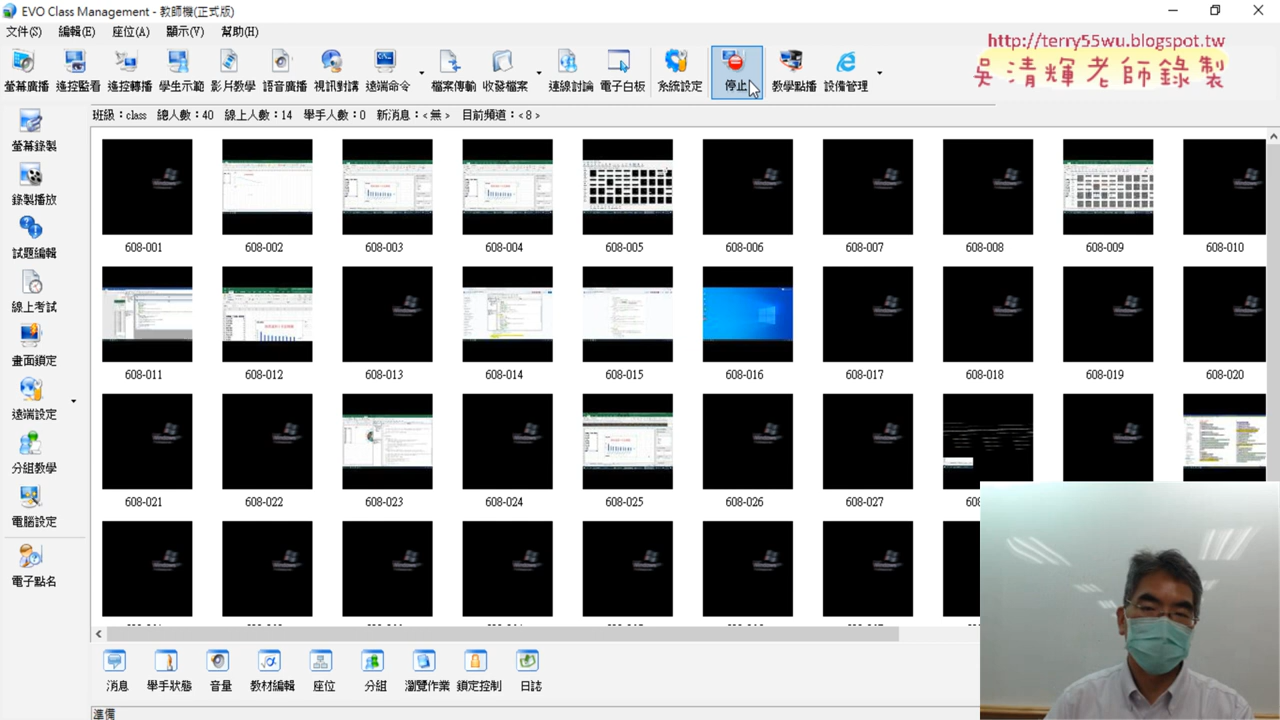 EVO Class Management - 教師機(正式版)
文件(S) 編輯(E) 座位(A) 顯示(V) 幫助(H)
http://terry55wu.blogspot.tw
吳清輝老師錄製
螢幕廣播 遙控監看 遙控轉播 學生示範 影片教學 語音廣播 視訊對講 遠端命令 檔案傳輸 收發檔案 連線討論 電子白板 系統設定 停止 教學點播 設備管理
班級：class 總人數：40 線上人數：14 舉手人數：0 新消息：< 無 > 目前頻道：< 8 >
螢幕錄製
錄製播放
試題編輯
線上考試
畫面鎖定
遠端設定
分組教學
電腦設定
電子點名
608-001 608-002 608-003 608-004 608-005 608-006 608-007 608-008 608-009 608-010
608-011 608-012 608-013 608-014 608-015 608-016 608-017 608-018 608-019 608-020
608-021 608-022 608-023 608-024 608-025 608-026 608-027
消息 舉手狀態 音量 教材編輯 座位 分組 瀏覽作業 鎖定控制 日誌
準備